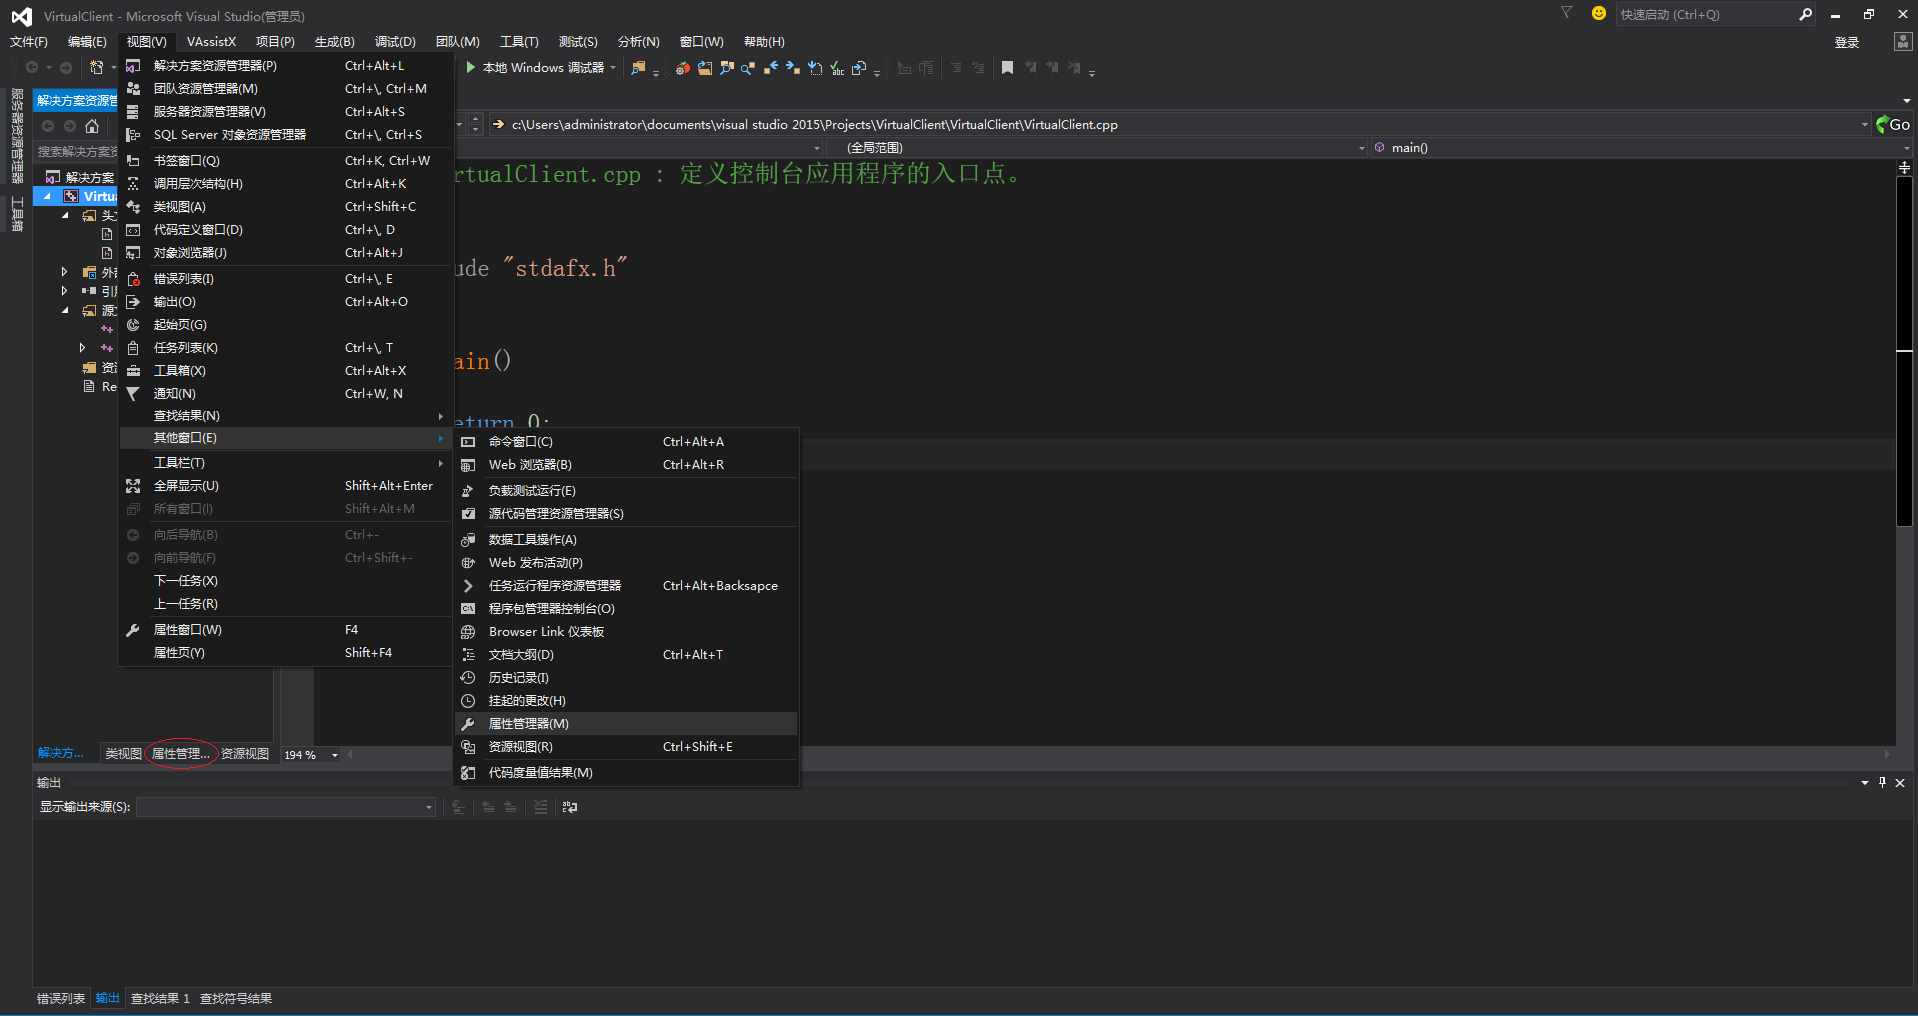 VirtualClient - Microsoft Visual Studio(管理员)
快速启动 (Ctrl+Q)
文件(F) 编辑(E) 视图(V) VAssistX 项目(P) 生成(B) 调试(D) 团队(M) 工具(T) 测试(S) 分析(N) 窗口(W) 帮助(H)
登录
本地 Windows 调试器
服务器资源管理器
工具箱
解决方案资源管
搜索解决方案资
解决方案
Virtua
头文
外部
引用
源文
资源
Re
解决方案资源管理器(P) Ctrl+Alt+L
团队资源管理器(M) Ctrl+\, Ctrl+M
服务器资源管理器(V) Ctrl+Alt+S
SQL Server 对象资源管理器 Ctrl+\, Ctrl+S
书签窗口(Q) Ctrl+K, Ctrl+W
调用层次结构(H) Ctrl+Alt+K
类视图(A) Ctrl+Shift+C
代码定义窗口(D) Ctrl+\, D
对象浏览器(J) Ctrl+Alt+J
错误列表(I) Ctrl+\, E
输出(O) Ctrl+Alt+O
起始页(G)
任务列表(K) Ctrl+\, T
工具箱(X) Ctrl+Alt+X
通知(N) Ctrl+W, N
查找结果(N)
其他窗口(E)
工具栏(T)
全屏显示(U) Shift+Alt+Enter
所有窗口(I) Shift+Alt+M
向后导航(B) Ctrl+-
向前导航(F) Ctrl+Shift+-
下一任务(X)
上一任务(R)
属性窗口(W) F4
属性页(Y) Shift+F4
c:\Users\administrator\documents\visual studio 2015\Projects\VirtualClient\VirtualClient\VirtualClient.cpp
Go
(全局范围)
main()
rtualClient.cpp : 定义控制台应用程序的入口点。
ude "stdafx.h"
ain()
eturn 0;
命令窗口(C) Ctrl+Alt+A
Web 浏览器(B) Ctrl+Alt+R
负载测试运行(E)
源代码管理资源管理器(S)
数据工具操作(A)
Web 发布活动(P)
任务运行程序资源管理器 Ctrl+Alt+Backsapce
程序包管理器控制台(O)
Browser Link 仪表板
文档大纲(D) Ctrl+Alt+T
历史记录(I)
挂起的更改(H)
属性管理器(M)
资源视图(R) Ctrl+Shift+E
代码度量值结果(M)
解决方... 类视图 属性管理... 资源视图 194 %
输出
显示输出来源(S):
错误列表 输出 查找结果 1 查找符号结果